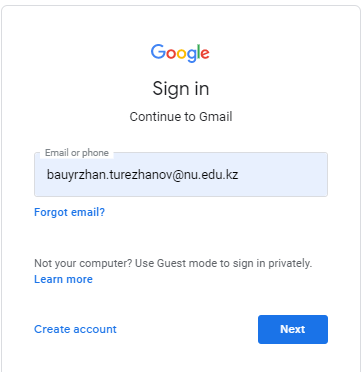 Google
Sign in
Continue to Gmail
Email or phone
bauyrzhan.turezhanov@nu.edu.kz
Forgot email?
Not your computer? Use Guest mode to sign in privately.
Learn more
Create account
Next